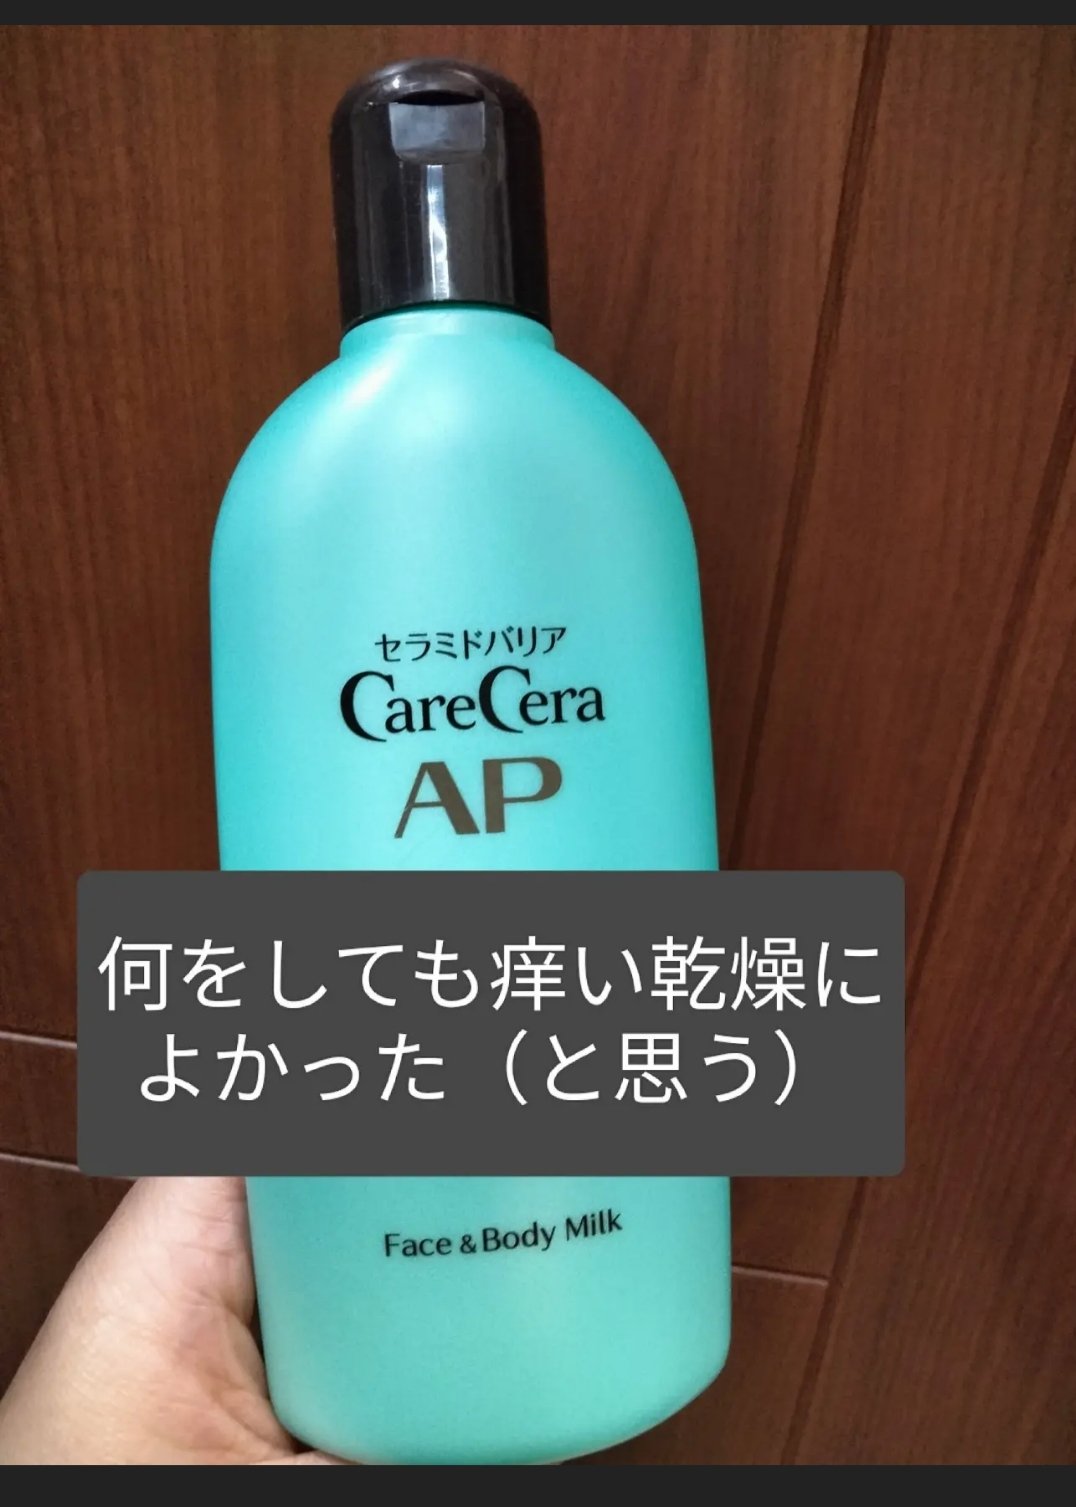 セラミドバリア
CareCera
AP
何をしても痒い乾燥に
よかった（と思う）
Face & Body Milk